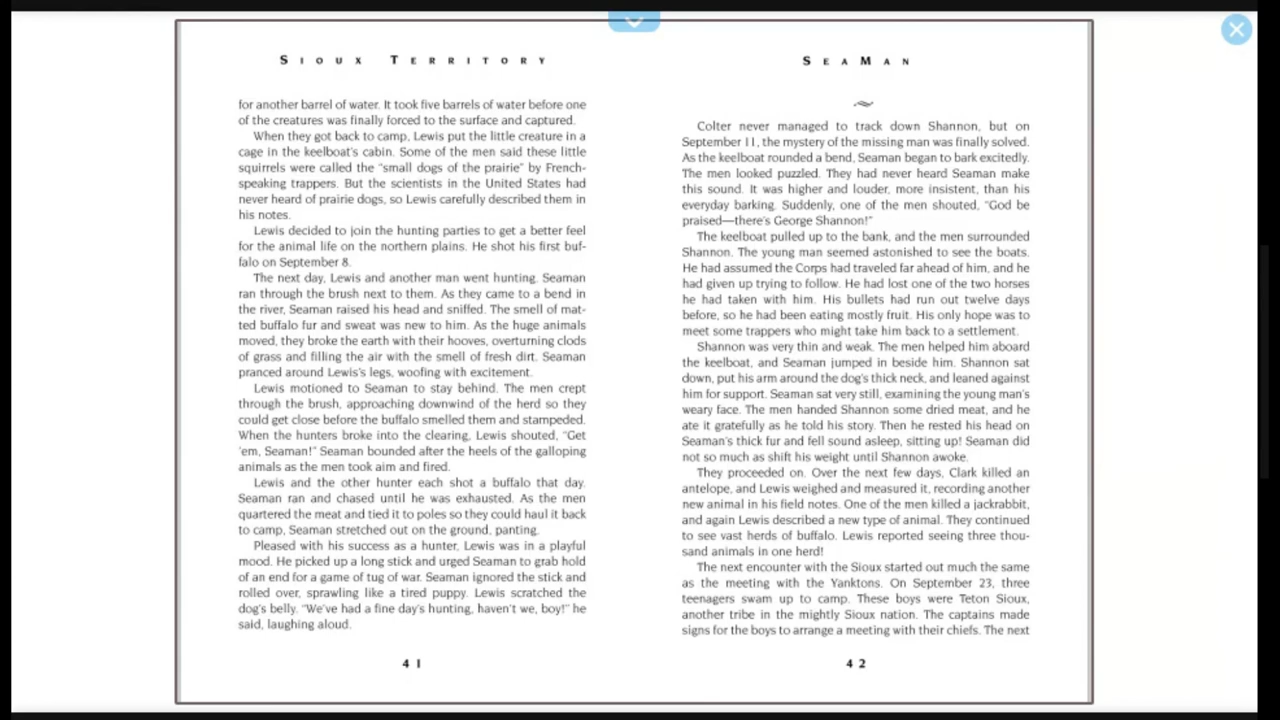 Sioux Territory
for another barrel of water. It took five barrels of water before one
of the creatures was finally forced to the surface and captured.
When they got back to camp, Lewis put the little creature in a
cage in the keelboat's cabin. Some of the men said these little
squirrels were called the "small dogs of the prairie" by French-
speaking trappers. But the scientists in the United States had
never heard of prairie dogs, so Lewis carefully described them in
his notes.
Lewis decided to join the hunting parties to get a better feel
for the animal life on the northern plains. He shot his first buf-
falo on September 8.
The next day, Lewis and another man went hunting. Seaman
ran through the brush next to them. As they came to a bend in
the river, Seaman raised his head and sniffed. The smell of mat-
ted buffalo fur and sweat was new to him. As the huge animals
moved, they broke the earth with their hooves, overturning clods
of grass and filling the air with the smell of fresh dirt. Seaman
pranced around Lewis's legs, woofing with excitement.
Lewis motioned to Seaman to stay behind. The men crept
through the brush, approaching downwind of the herd so they
could get close before the buffalo smelled them and stampeded.
When the hunters broke into the clearing, Lewis shouted, "Get
'em, Seaman!" Seaman bounded after the heels of the galloping
animals as the men took aim and fired.
Lewis and the other hunter each shot a buffalo that day.
Seaman ran and chased until he was exhausted. As the men
quartered the meat and tied it to poles so they could haul it back
to camp, Seaman stretched out on the ground, panting.
Pleased with his success as a hunter, Lewis was in a playful
mood. He picked up a long stick and urged Seaman to grab hold
of an end for a game of tug of war. Seaman ignored the stick and
rolled over, sprawling like a tired puppy. Lewis scratched the
dog's belly. "We've had a fine day's hunting, haven't we, boy!" he
said, laughing aloud.
41
SeaMan
Colter never managed to track down Shannon, but on
September 11, the mystery of the missing man was finally solved.
As the keelboat rounded a bend, Seaman began to bark excitedly.
The men looked puzzled. They had never heard Seaman make
this sound. It was higher and louder, more insistent, than his
everyday barking. Suddenly, one of the men shouted, "God be
praised—there's George Shannon!"
The keelboat pulled up to the bank, and the men surrounded
Shannon. The young man seemed astonished to see the boats.
He had assumed the Corps had traveled far ahead of him, and he
had given up trying to follow. He had lost one of the two horses
he had taken with him. His bullets had run out twelve days
before, so he had been eating mostly fruit. His only hope was to
meet some trappers who might take him back to a settlement.
Shannon was very thin and weak. The men helped him aboard
the keelboat, and Seaman jumped in beside him. Shannon sat
down, put his arm around the dog's thick neck, and leaned against
him for support. Seaman sat very still, examining the young man's
weary face. The men handed Shannon some dried meat, and he
ate it gratefully as he told his story. Then he rested his head on
Seaman's thick fur and fell sound asleep, sitting up! Seaman did
not so much as shift his weight until Shannon awoke.
They proceeded on. Over the next few days, Clark killed an
antelope, and Lewis weighed and measured it, recording another
new animal in his field notes. One of the men killed a jackrabbit,
and again Lewis described a new type of animal. They continued
to see vast herds of buffalo. Lewis reported seeing three thou-
sand animals in one herd!
The next encounter with the Sioux started out much the same
as the meeting with the Yanktons. On September 23, three
teenagers swam up to camp. These boys were Teton Sioux,
another tribe in the mightly Sioux nation. The captains made
signs for the boys to arrange a meeting with their chiefs. The next
42